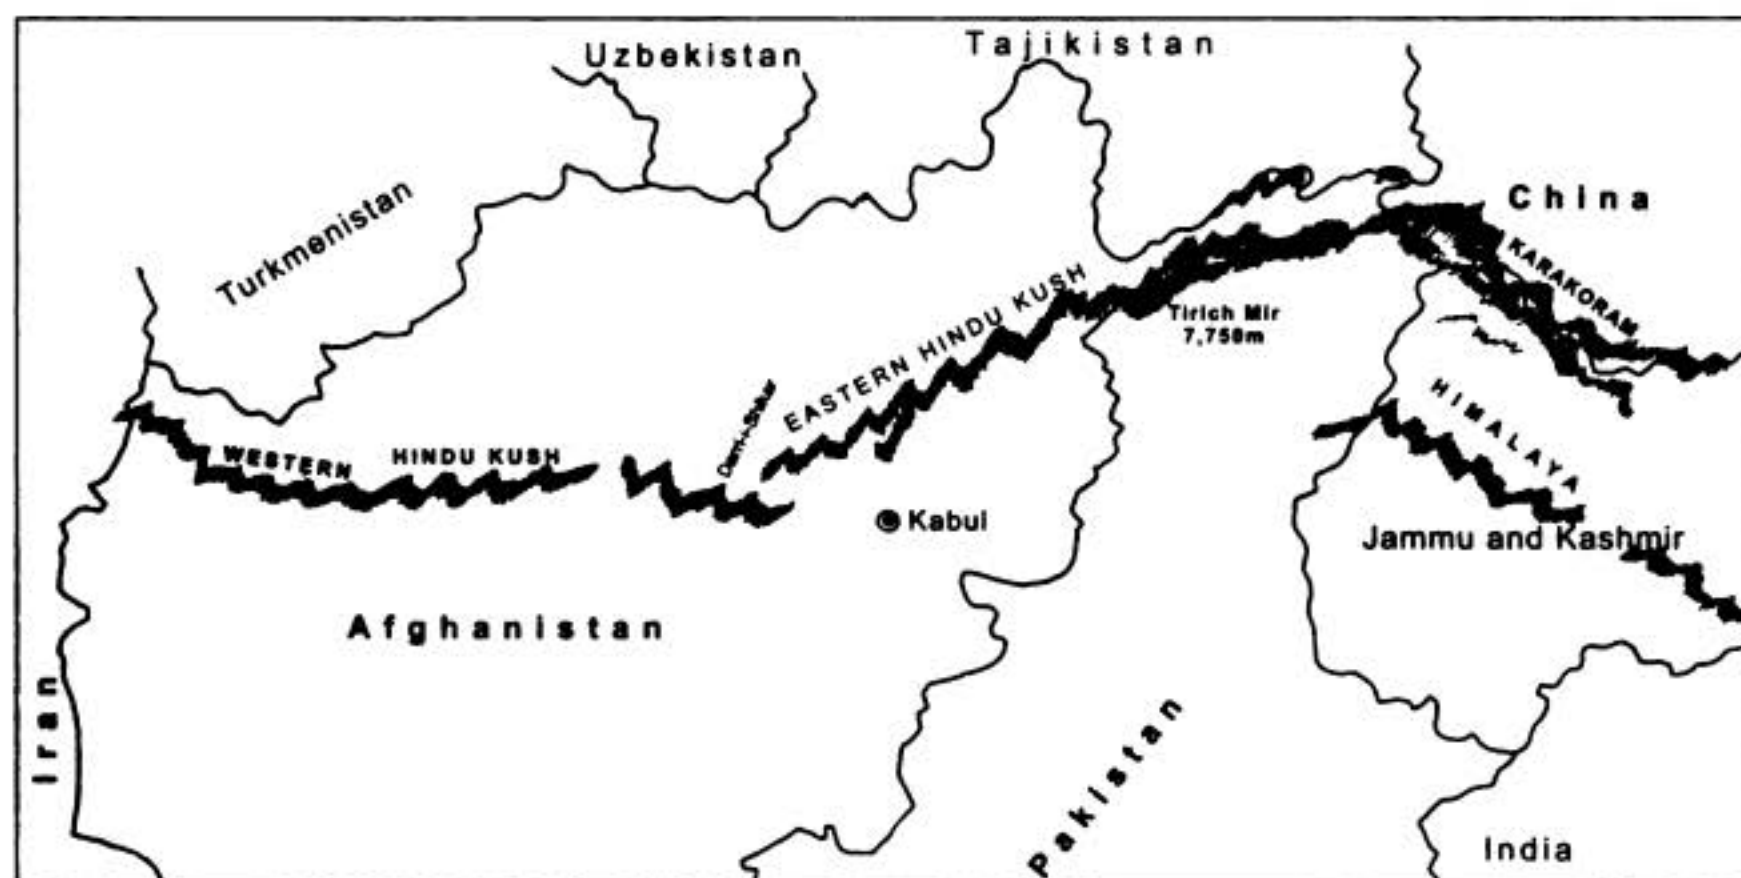 Uzbekistan
Tajikistan
Turkmenistan
China
KARAKORAM
EASTERN HINDU KUSH
Tirich Mir
7,750m
WESTERN HINDU KUSH
HIMALAYA
Kabul
Jammu and Kashmir
Afghanistan
Iran
Pakistan
India